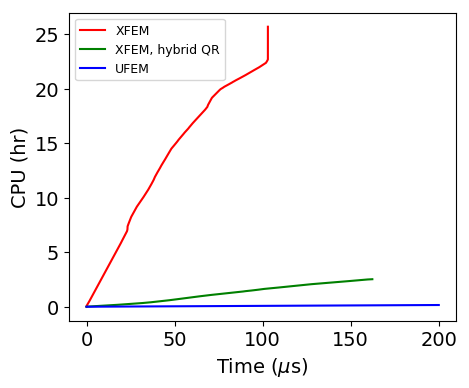 XFEM
XFEM, hybrid QR
UFEM
CPU (hr)
25
20
15
10
5
0
0 50 100 150 200
Time (μs)